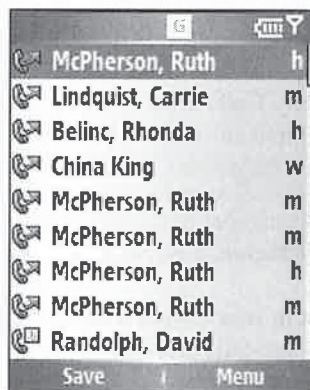 G
McPherson, Ruth h
Lindquist, Carrie m
Belinc, Rhonda h
China King w
McPherson, Ruth m
McPherson, Ruth m
McPherson, Ruth h
McPherson, Ruth m
Randolph, David m
Save Menu